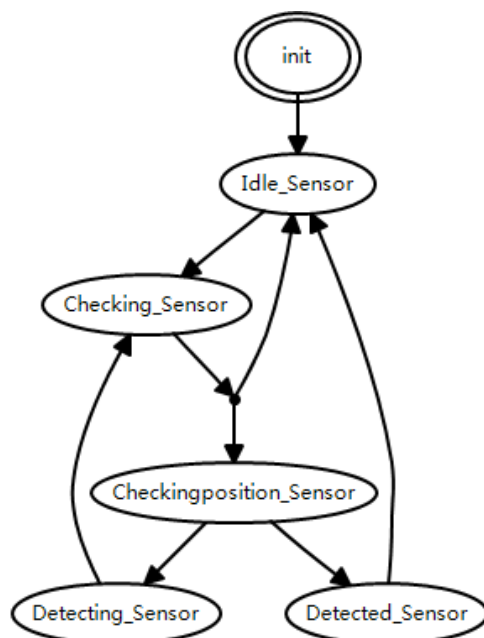 init
Idle_Sensor
Checking_Sensor
Checkingposition_Sensor
Detecting_Sensor
Detected_Sensor